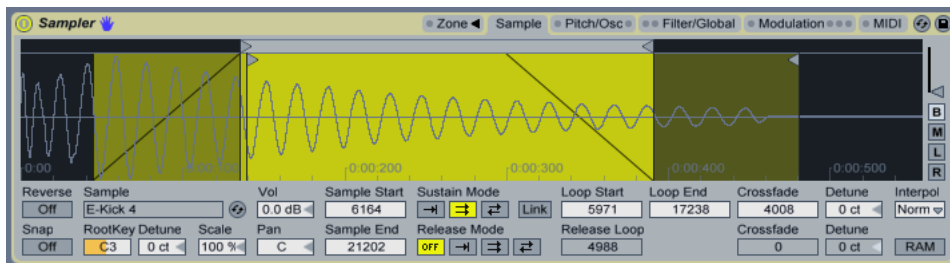 Sampler Zone Sample Pitch/Osc Filter/Global Modulation MIDI
B
M
L
R
0:00 0:00:100 0:00:200 0:00:300 0:00:400 0:00:500
Reverse Sample Vol Sample Start Sustain Mode Loop Start Loop End Crossfade Detune Interpol
Off E-Kick 4 0.0 dB 6164 Link 5971 17238 4008 0 ct Norm
Snap RootKey Detune Scale Pan Sample End Release Mode Release Loop Crossfade Detune
Off C3 0 ct 100 % C 21202 OFF 4988 0 0 ct RAM